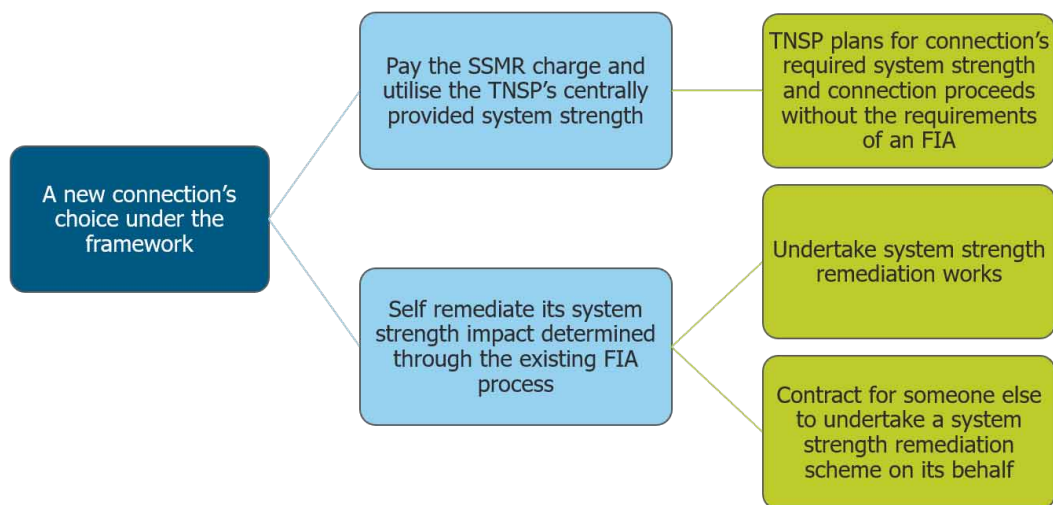 A new connection's
choice under the
framework
Pay the SSMR charge and
utilise the TNSP's centrally
provided system strength
TNSP plans for connection's
required system strength
and connection proceeds
without the requirements
of an FIA
Self remediate its system
strength impact determined
through the existing FIA
process
Undertake system strength
remediation works
Contract for someone else
to undertake a system
strength remediation
scheme on its behalf